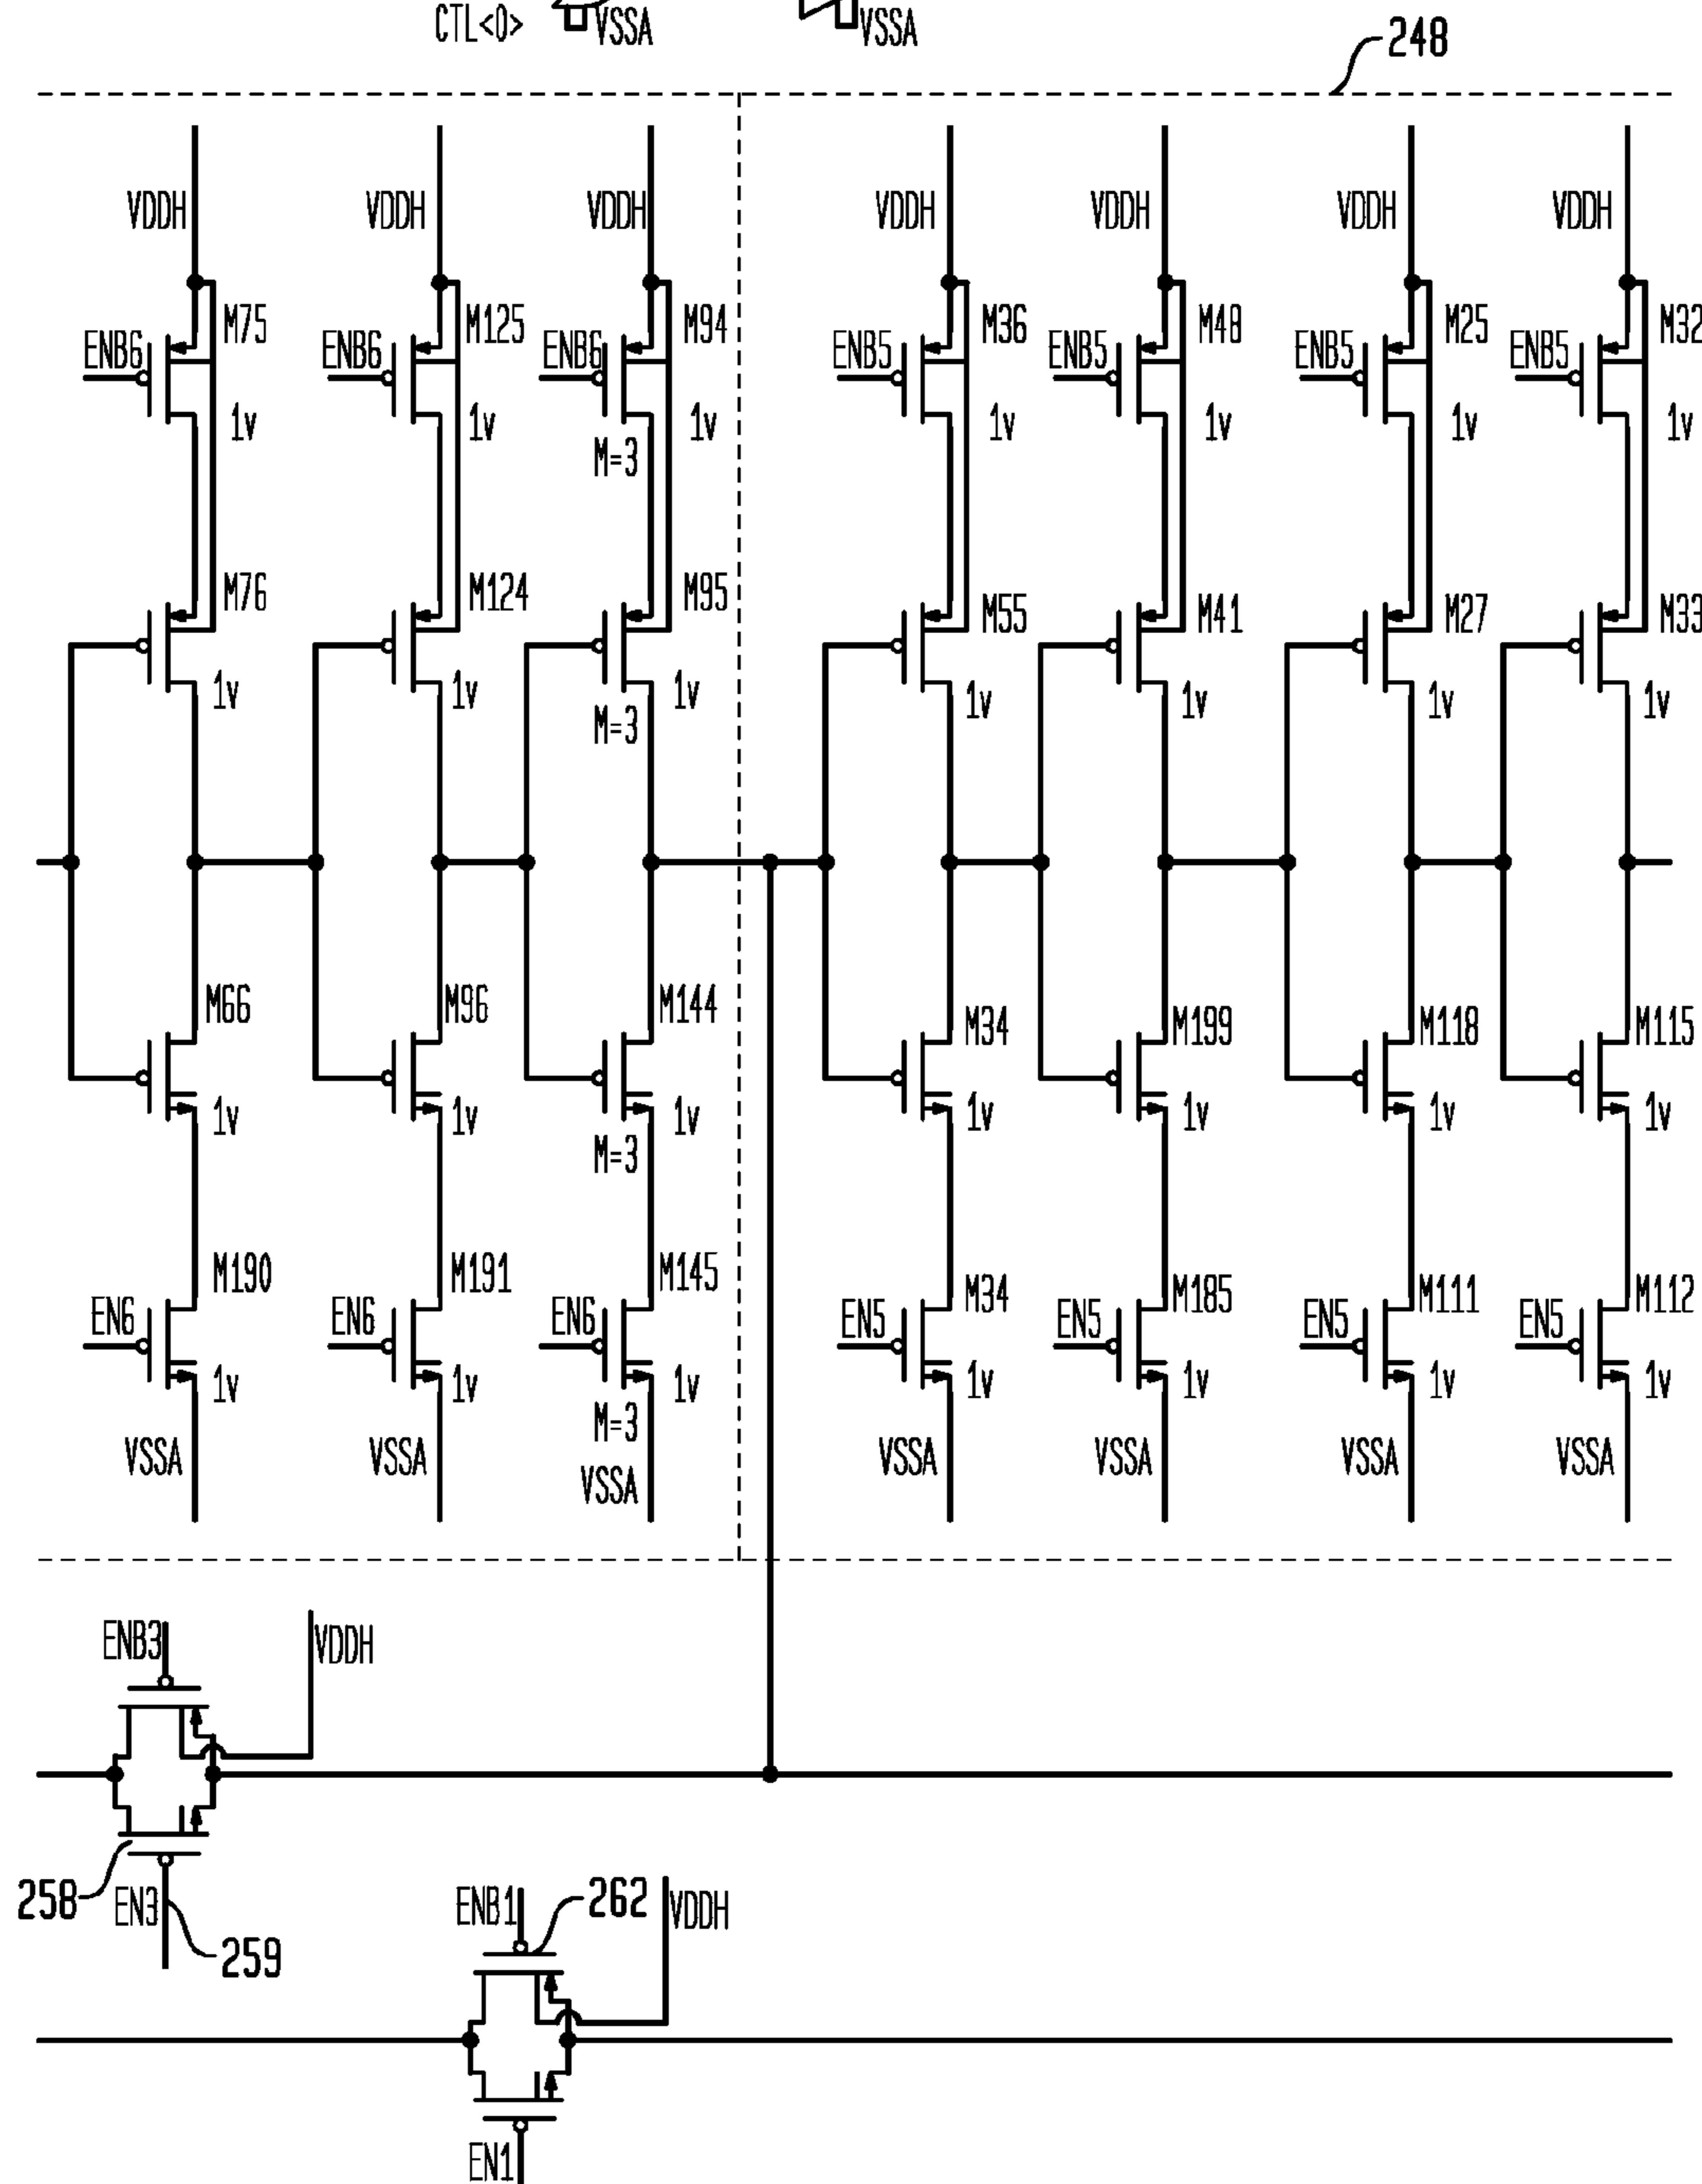 CTL<0> VSSA VSSA
248
VDDH VDDH VDDH VDDH VDDH VDDH VDDH
M75 M125 M94 M36 M48 M25 M32
ENB6 ENB6 ENB6 ENB5 ENB5 ENB5 ENB5
1v 1v 1v 1v 1v 1v 1v
M=3
M76 M124 M95 M55 M41 M27 M33
1v 1v 1v 1v 1v 1v 1v
M=3
M66 M96 M144 M34 M199 M118 M115
1v 1v 1v 1v 1v 1v 1v
M=3
M190 M191 M145 M34 M185 M111 M112
EN6 EN6 EN6 EN5 EN5 EN5 EN5
1v 1v 1v 1v 1v 1v 1v
M=3
VSSA VSSA VSSA VSSA VSSA VSSA VSSA
ENB3 VDDH
258 EN3 259
ENB1 262 VDDH
EN1